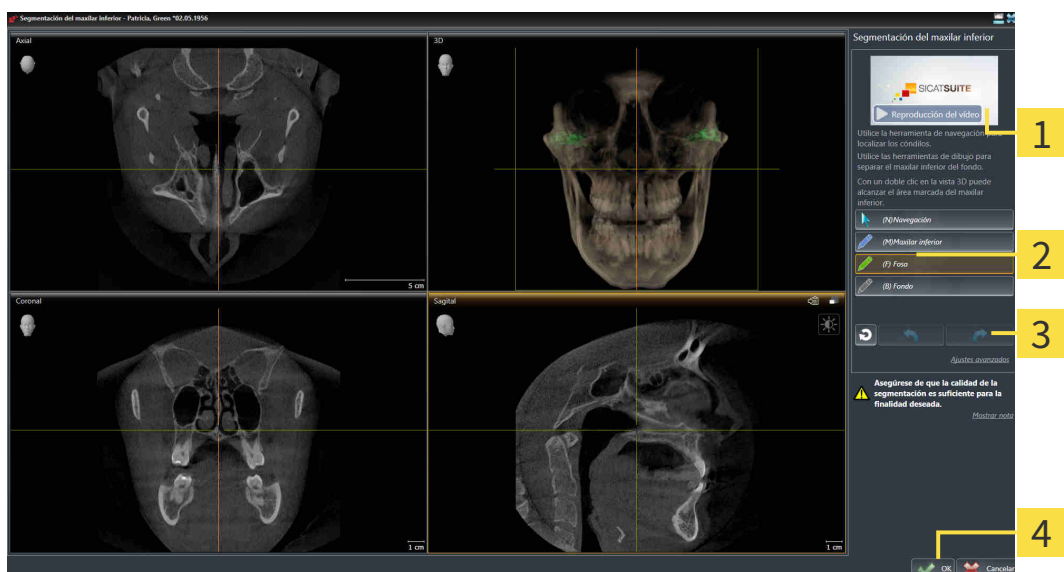 Segmentación del maxilar inferior - Patricia, Green *02.05.1956
Axial
5 cm
3D
Coronal
1 cm
Sagital
1 cm
Segmentación del maxilar inferior
SICATSUITE
Reproducción del vídeo
Utilice la herramienta de navegación para
localizar los cóndilos.
Utilice las herramientas de dibujo para
separar el maxilar inferior del fondo.
Con un doble clic en la vista 3D puede
alcanzar el área marcada del maxilar
inferior.
(N)Navegación
(M)Maxilar inferior
(F) Fosa
(B) Fondo
Ajustes avanzados
Asegúrese de que la calidad de la
segmentación es suficiente para la
finalidad deseada.
Mostrar nota
OK
Cancelar
1
2
3
4